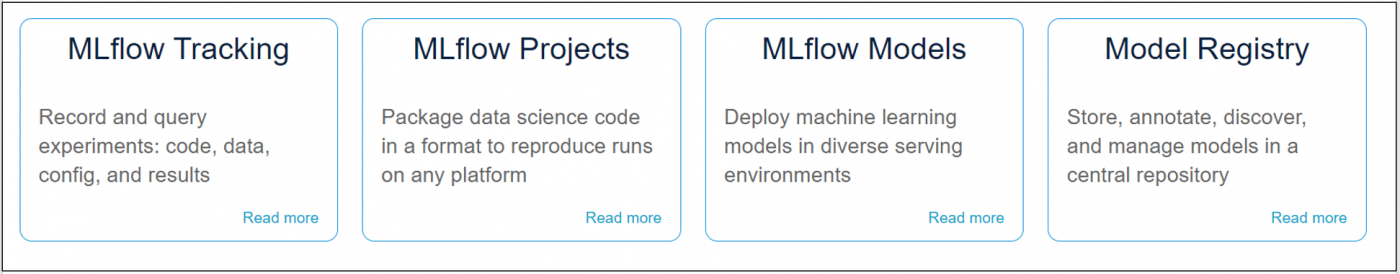 MLflow Tracking
Record and query
experiments: code, data,
config, and results
Read more
MLflow Projects
Package data science code
in a format to reproduce runs
on any platform
Read more
MLflow Models
Deploy machine learning
models in diverse serving
environments
Read more
Model Registry
Store, annotate, discover,
and manage models in a
central repository
Read more